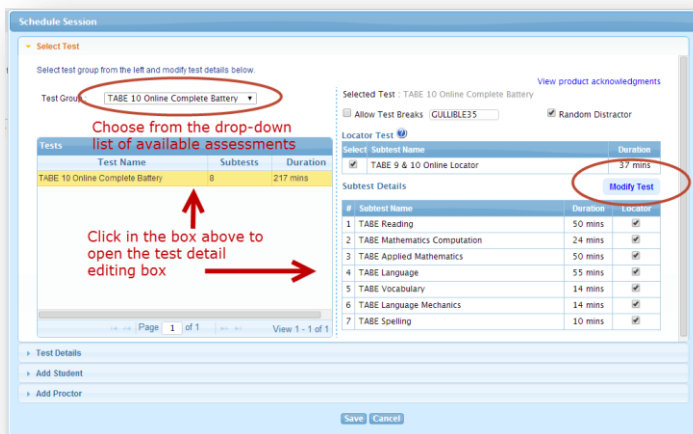 Schedule Session
Select Test
Select test group from the left and modify test details below.
View product acknowledgments
Test Group: TABE 10 Online Complete Battery
Choose from the drop-down
list of available assessments
Tests
Test Name Subtests Duration
TABE 10 Online Complete Battery 8 217 mins
Click in the box above to
open the test detail
editing box
Page 1 of 1 View 1 - 1 of 1
Selected Test : TABE 10 Online Complete Battery
Allow Test Breaks GULLIBLE35 Random Distractor
Locator Test
Select Subtest Name Duration
TABE 9 & 10 Online Locator 37 mins
Subtest Details Modify Test
# Subtest Name Duration Locator
1 TABE Reading 50 mins
2 TABE Mathematics Computation 24 mins
3 TABE Applied Mathematics 50 mins
4 TABE Language 55 mins
5 TABE Vocabulary 14 mins
6 TABE Language Mechanics 14 mins
7 TABE Spelling 10 mins
Test Details
Add Student
Add Proctor
Save Cancel